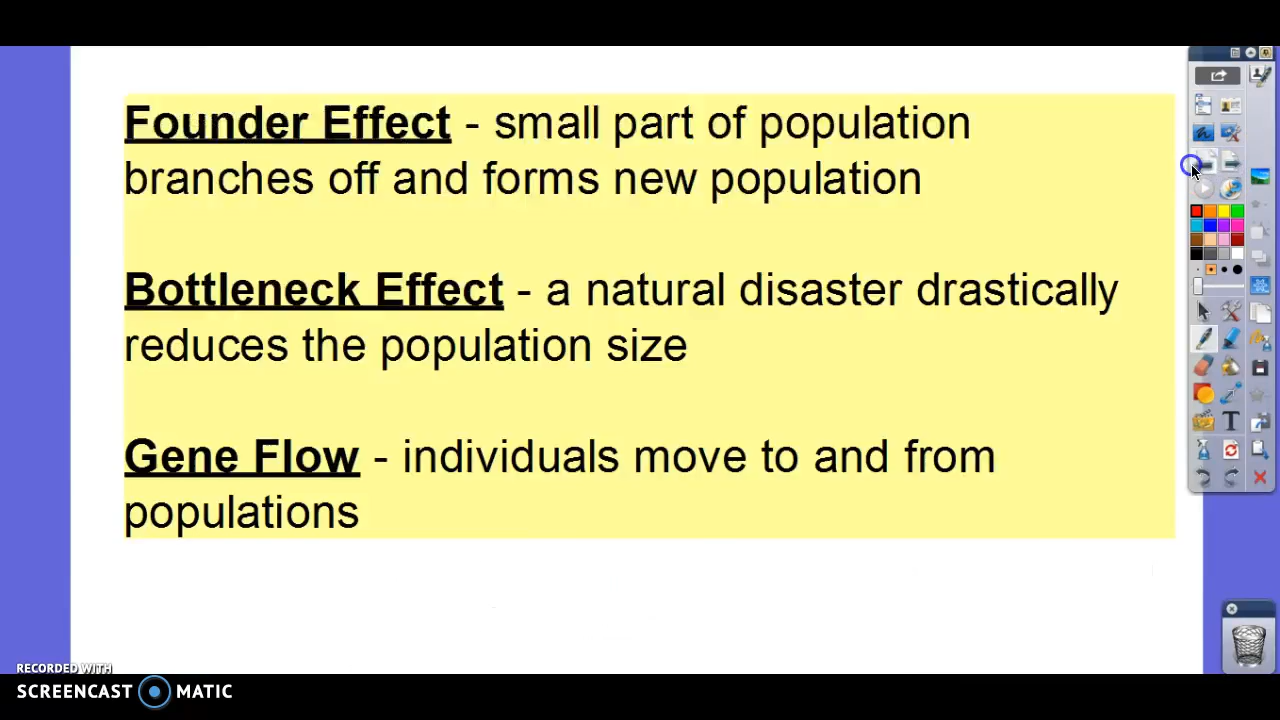 Founder Effect - small part of population
branches off and forms new population
Bottleneck Effect - a natural disaster drastically
reduces the population size
Gene Flow - individuals move to and from
populations
RECORDED WITH
SCREENCAST MATIC